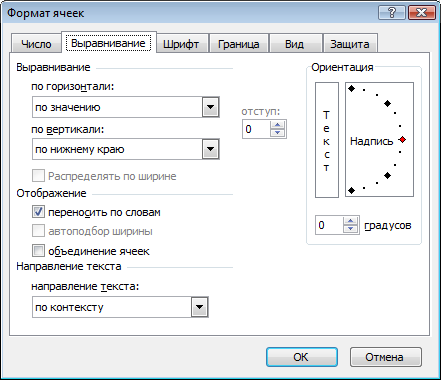 Формат ячеек
Число Выравнивание Шрифт Граница Вид Защита
Выравнивание
по горизонтали:
по значению
отступ:
0
по вертикали:
по нижнему краю
Распределять по ширине
Отображение
переносить по словам
автоподбор ширины
объединение ячеек
Направление текста
направление текста:
по контексту
Ориентация
Текст
Надпись
0 градусов
ОК Отмена